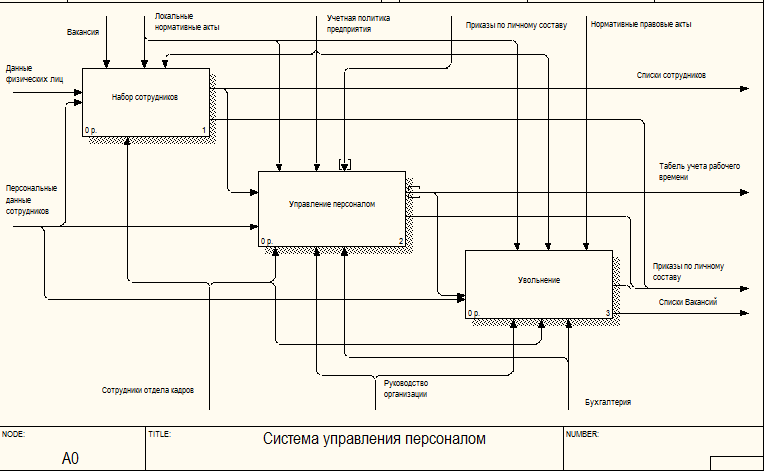 Вакансия
Локальные
нормативные акты
Учетная политика
предприятия
Приказы по личному составу
Нормативные правовые акты
Данные
физических лиц
Набор сотрудников
0 р.
1
Списки сотрудников
Персональные
данные
сотрудников
Управление персоналом
0 р.
2
Табель учета рабочего
времени
Увольнение
0 р.
3
Приказы по личному
составу
Списки Вакансий
Сотрудники отдела кадров
Руководство
организации
Бухгалтерия
NODE:
A0
TITLE:
Система управления персоналом
NUMBER: